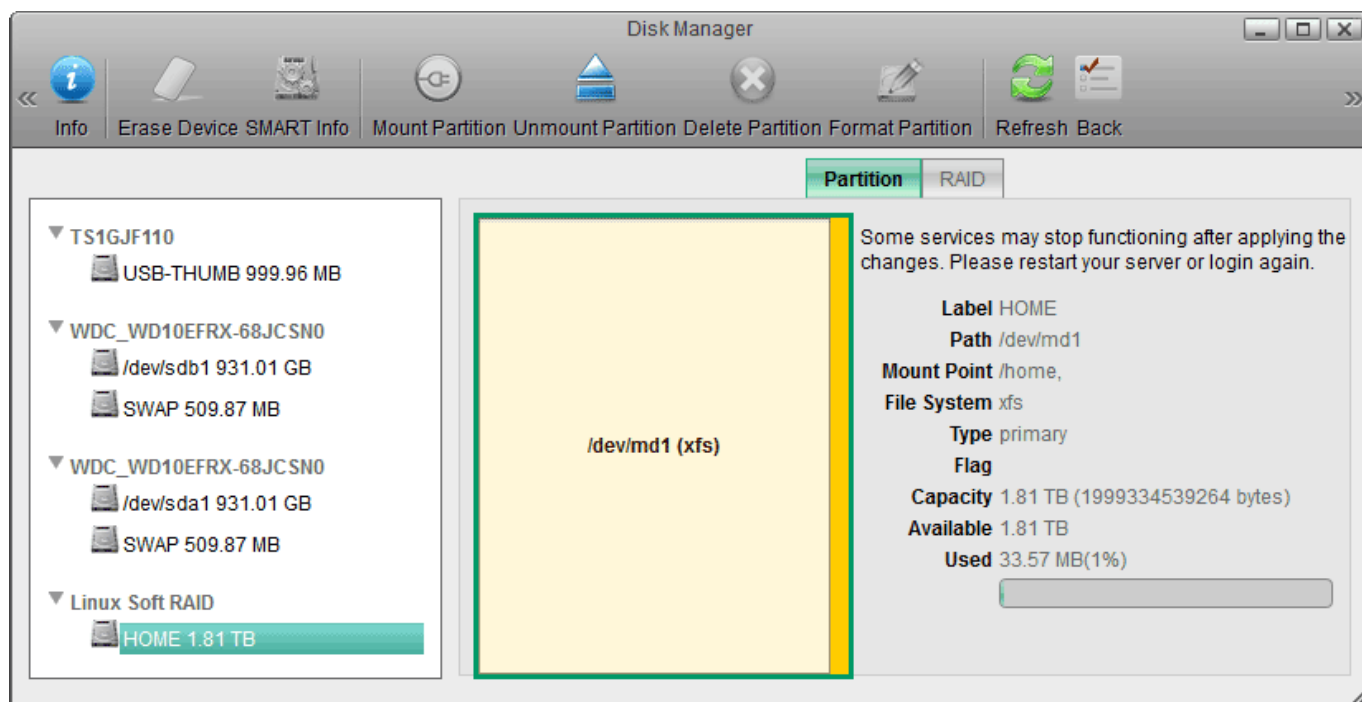 Disk Manager
Info Erase Device SMART Info Mount Partition Unmount Partition Delete Partition Format Partition Refresh Back
Partition RAID
TS1GJF110
USB-THUMB 999.96 MB
WDC_WD10EFRX-68JCSN0
/dev/sdb1 931.01 GB
SWAP 509.87 MB
WDC_WD10EFRX-68JCSN0
/dev/sda1 931.01 GB
SWAP 509.87 MB
Linux Soft RAID
HOME 1.81 TB
/dev/md1 (xfs)
Some services may stop functioning after applying the
changes. Please restart your server or login again.
Label HOME
Path /dev/md1
Mount Point /home,
File System xfs
Type primary
Flag
Capacity 1.81 TB (1999334539264 bytes)
Available 1.81 TB
Used 33.57 MB(1%)